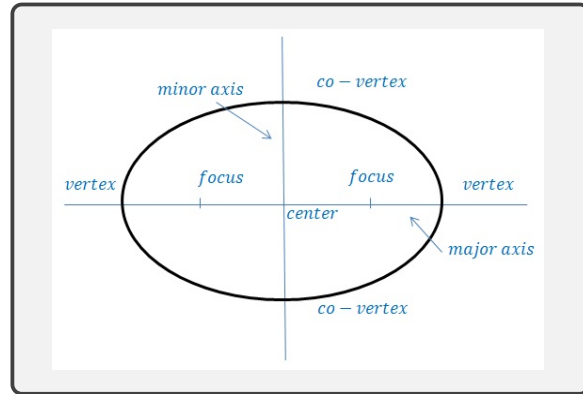 co − vertex
minor axis
focus
focus
vertex
vertex
center
major axis
co − vertex